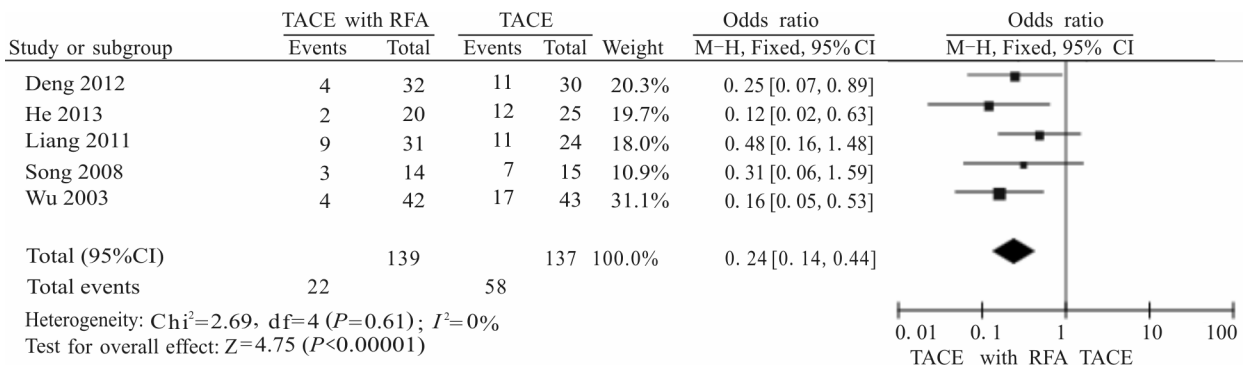 TACE with RFA TACE Odds ratio Odds ratio
Study or subgroup Events Total Events Total Weight M-H, Fixed, 95%CI M-H, Fixed, 95% CI
Deng 2012 4 32 11 30 20.3% 0.25[0.07, 0.89]
He 2013 2 20 12 25 19.7% 0.12[0.02, 0.63]
Liang 2011 9 31 11 24 18.0% 0.48[0.16, 1.48]
Song 2008 3 14 7 15 10.9% 0.31[0.06, 1.59]
Wu 2003 4 42 17 43 31.1% 0.16[0.05, 0.53]
Total (95%CI) 139 137 100.0% 0.24[0.14, 0.44]
Total events 22 58
Heterogeneity: Chi²=2.69, df=4 (P=0.61); I²=0%
Test for overall effect: Z=4.75 (P<0.00001)
0.01 0.1 1 10 100
TACE with RFA TACE